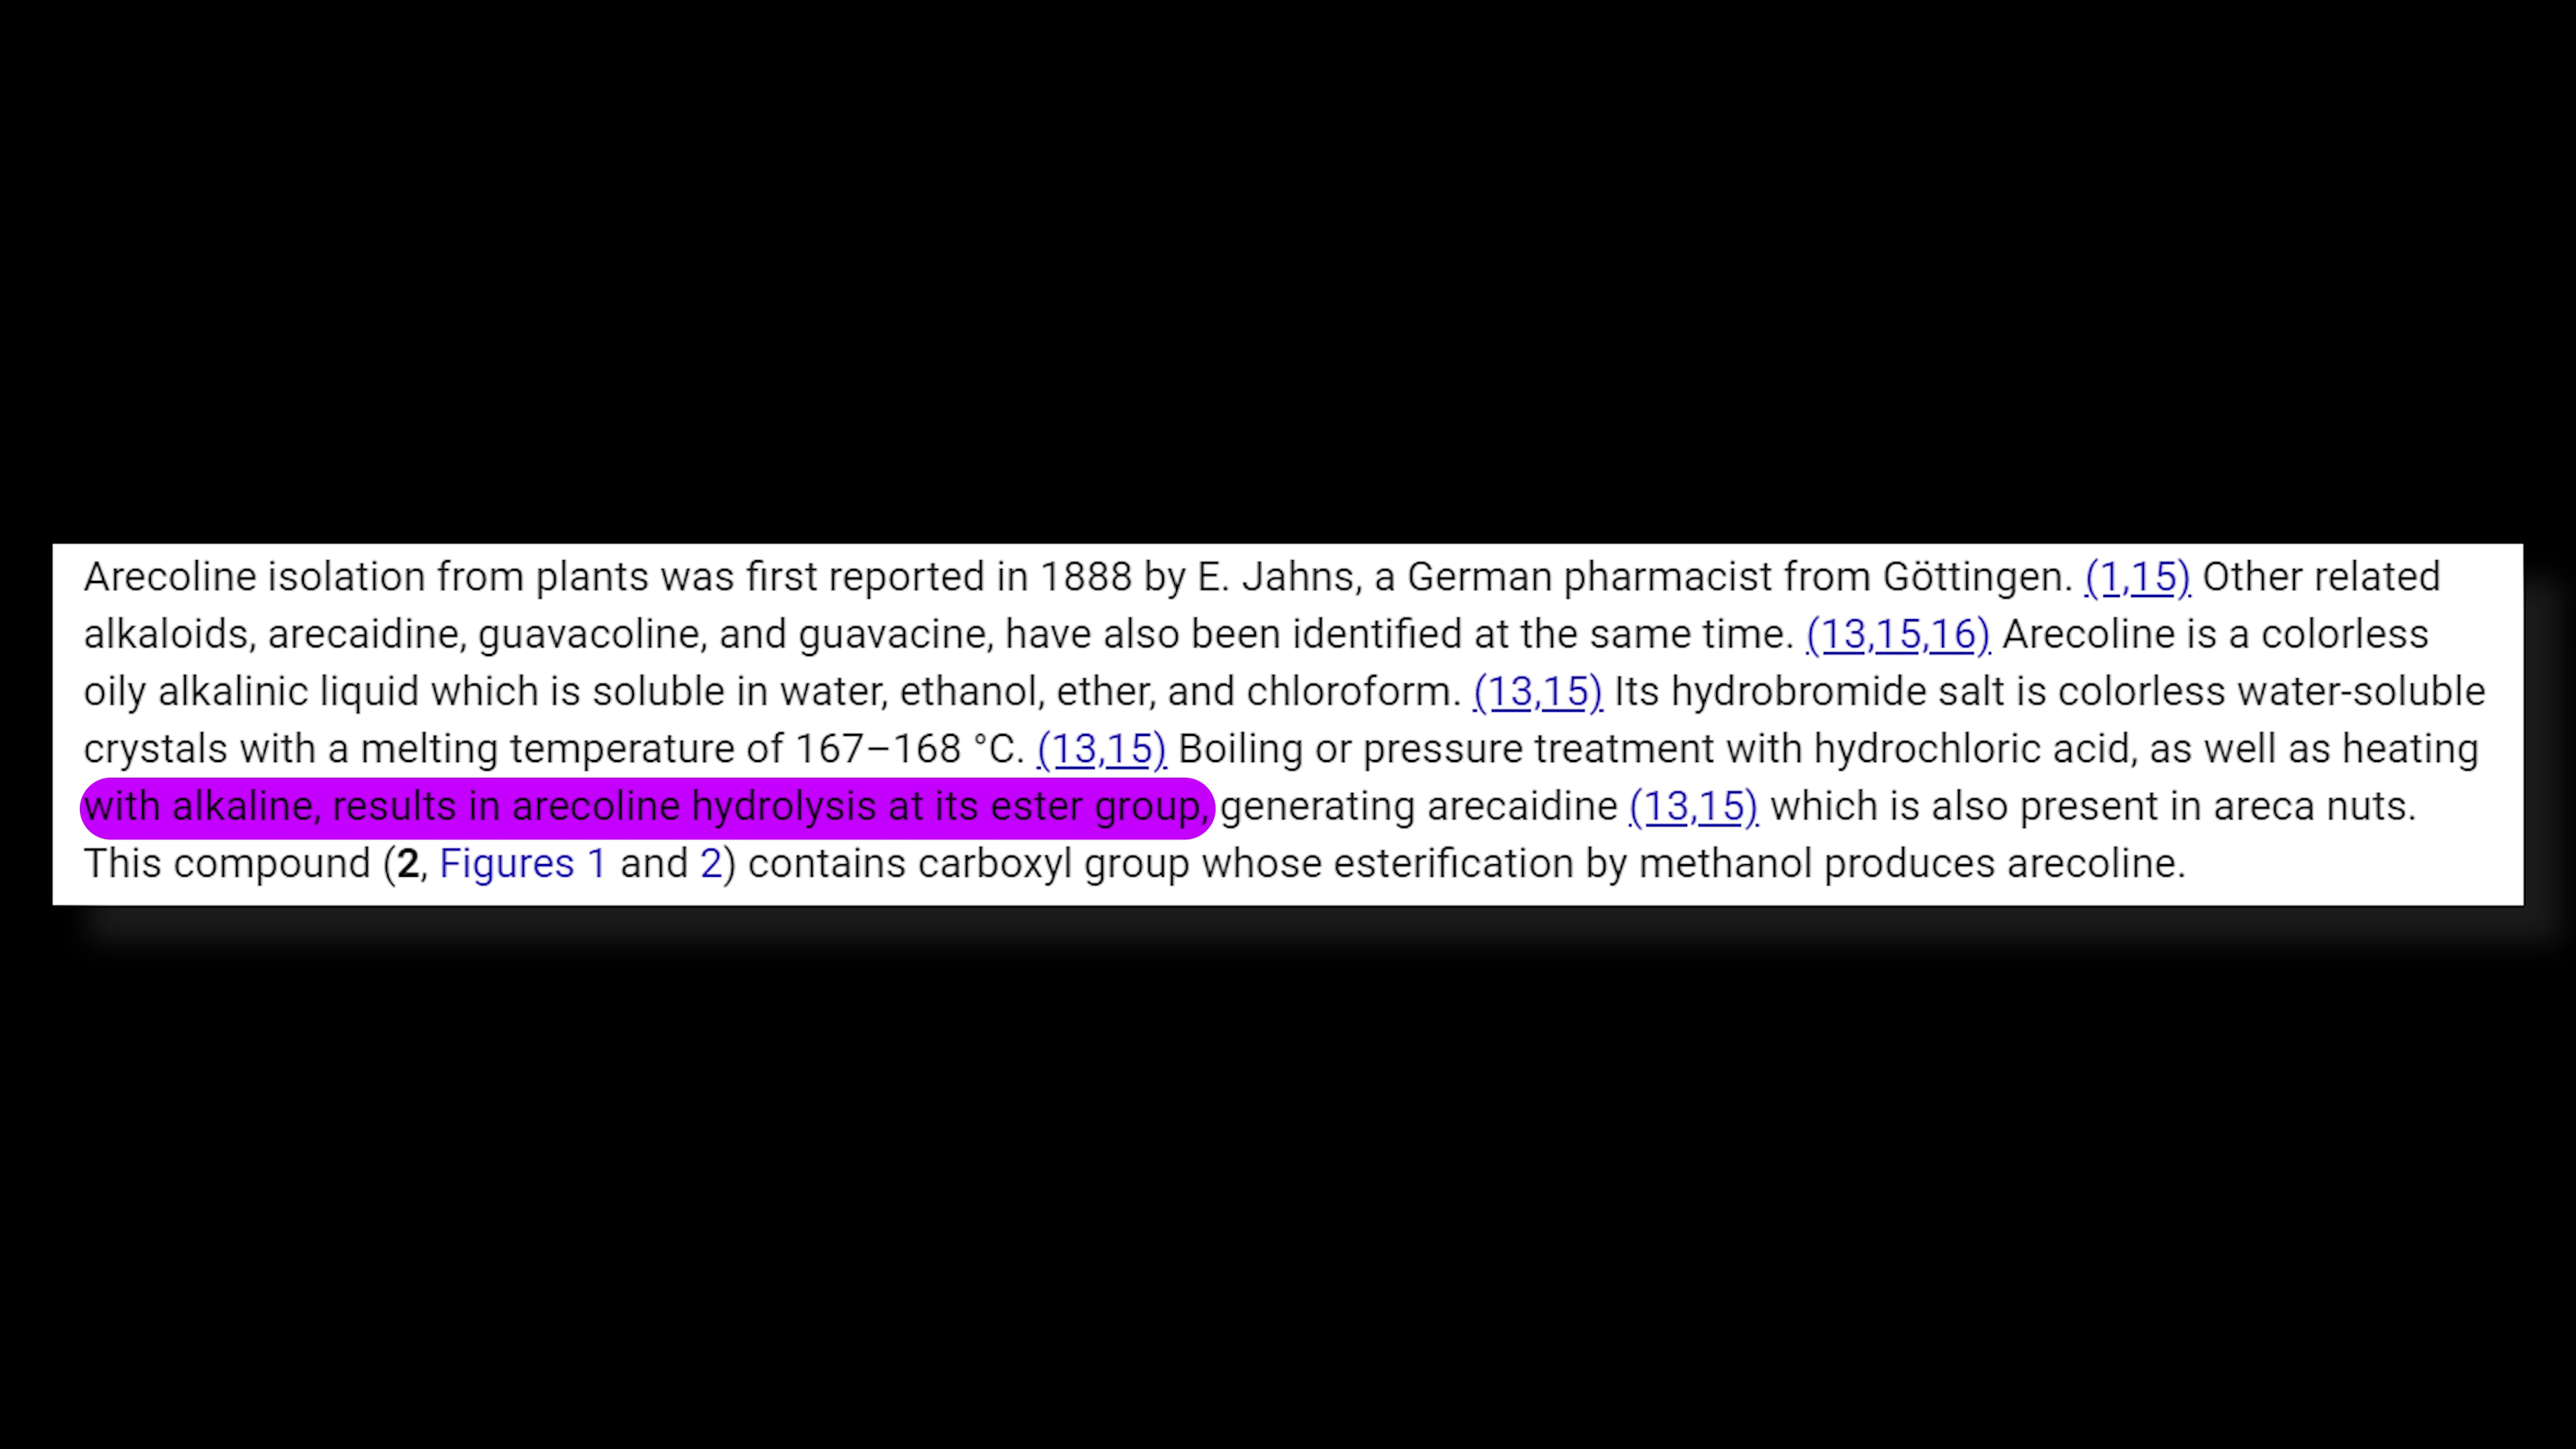 Arecoline isolation from plants was first reported in 1888 by E. Jahns, a German pharmacist from Göttingen. (1,15) Other related
alkaloids, arecaidine, guavacoline, and guavacine, have also been identified at the same time. (13,15,16) Arecoline is a colorless
oily alkalinic liquid which is soluble in water, ethanol, ether, and chloroform. (13,15) Its hydrobromide salt is colorless water-soluble
crystals with a melting temperature of 167–168 °C. (13,15) Boiling or pressure treatment with hydrochloric acid, as well as heating
with alkaline, results in arecoline hydrolysis at its ester group, generating arecaidine (13,15) which is also present in areca nuts.
This compound (2, Figures 1 and 2) contains carboxyl group whose esterification by methanol produces arecoline.